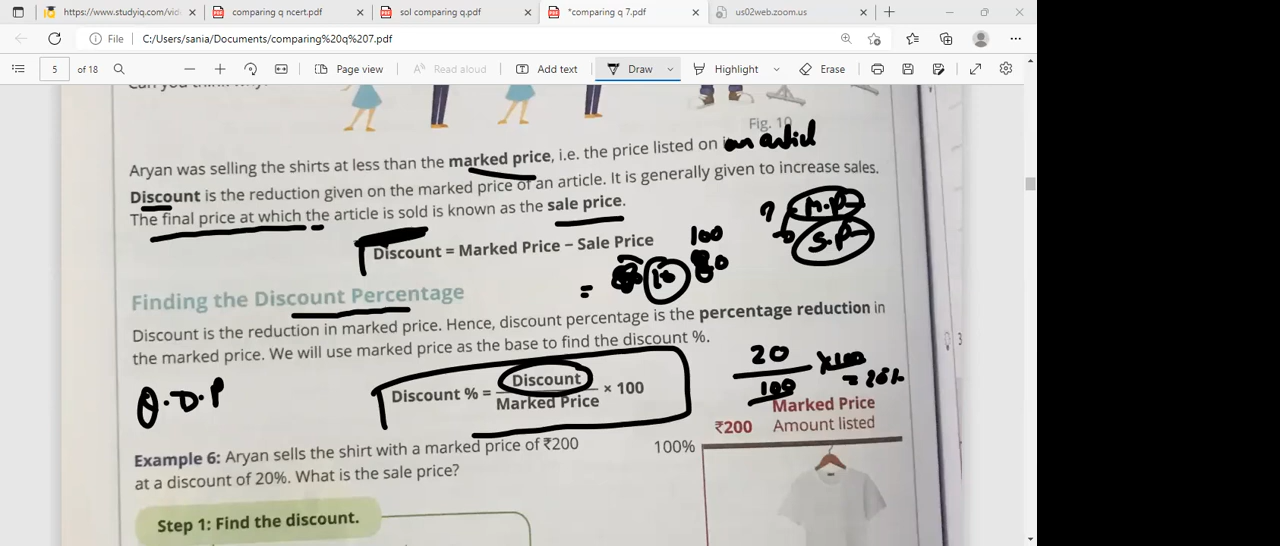 https://www.studyiq.com/vid
comparing q ncert.pdf
sol comparing q.pdf
*comparing q 7.pdf
us02web.zoom.us
File
C:/Users/sania/Documents/comparing%20q%207.pdf
5 of 18
Page view
Read aloud
Add text
Draw
Highlight
Erase
Fig. 10
Aryan was selling the shirts at less than the marked price, i.e. the price listed on an articl
Discount is the reduction given on the marked price of an article. It is generally given to increase sales.
The final price at which the article is sold is known as the sale price.
M.P
S.P
Discount = Marked Price – Sale Price
100
80
=
Finding the Discount Percentage
Discount is the reduction in marked price. Hence, discount percentage is the percentage reduction in
the marked price. We will use marked price as the base to find the discount %.
3
Discount % = Discount / Marked Price × 100
20 / 100 × 100
= 20%
Q.D.P
Marked Price
₹200 Amount listed
Example 6: Aryan sells the shirt with a marked price of ₹200
100%
at a discount of 20%. What is the sale price?
Step 1: Find the discount.